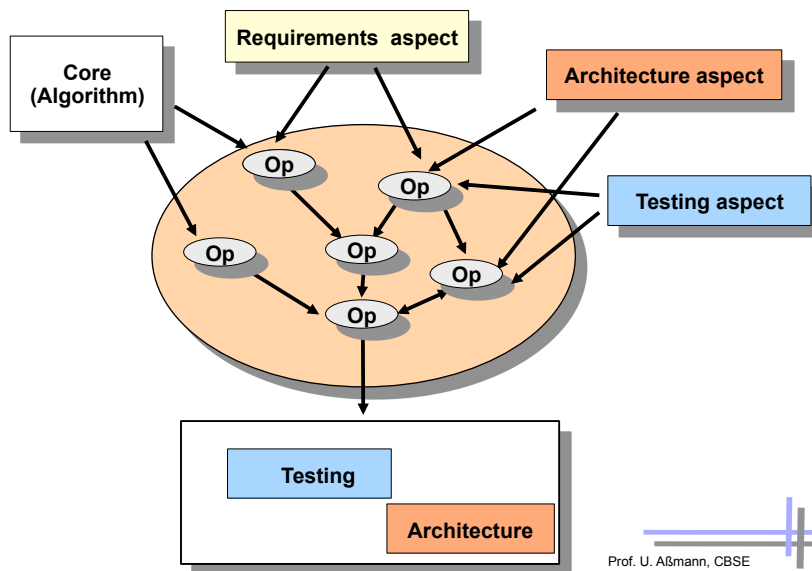 Requirements aspect
Core
(Algorithm)
Architecture aspect
Op
Op
Testing aspect
Op
Op
Op
Op
Testing
Architecture
Prof. U. Aßmann, CBSE